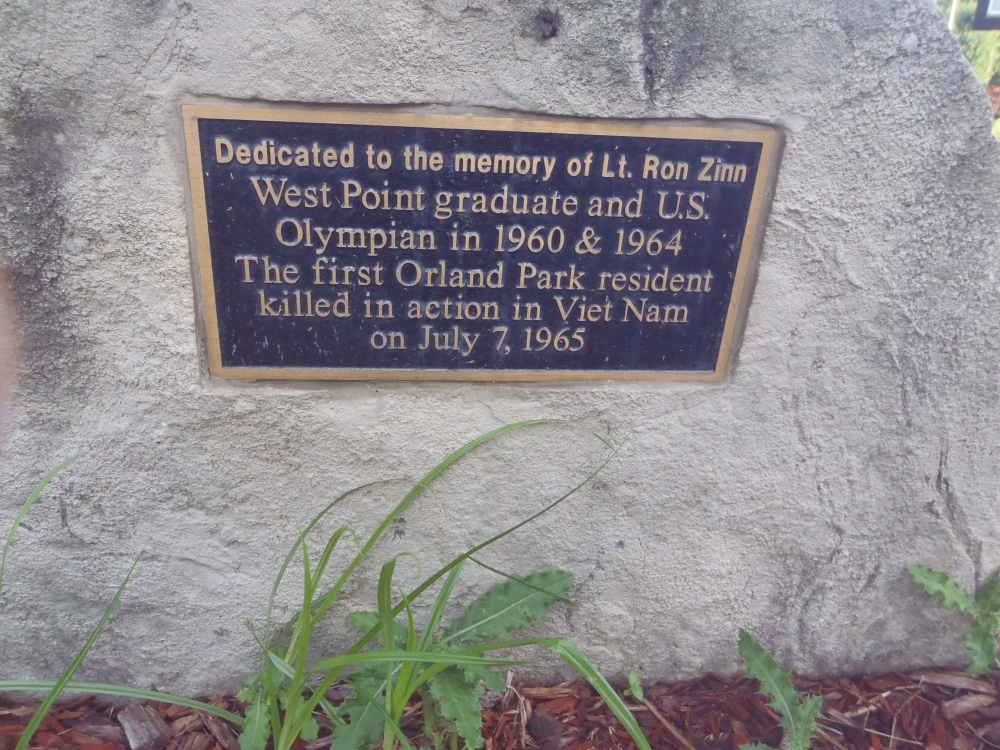 Dedicated to the memory of Lt. Ron Zinn
West Point graduate and U.S.
Olympian in 1960 & 1964
The first Orland Park resident
killed in action in Viet Nam
on July 7, 1965